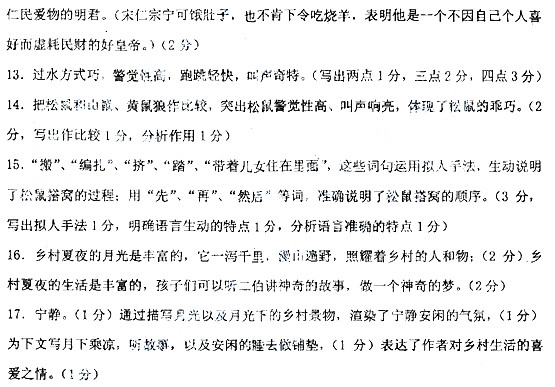 仁民爱物的明君。（宋仁宗宁可饿肚子，也不肯下令吃烧羊，表明他是一个不因自己个人喜
好而虚耗民财的好皇帝。）（2分）
13．过水方式巧，警觉性高，跑跳轻快，叫声奇特。（写出两点1分，三点2分，四点3分）
14．把松鼠和山鼠、黄鼠狼作比较，突出松鼠警觉性高、叫声响亮，体现了松鼠的乖巧。（2
分，写出作比较1分，分析作用1分）
15．“搬”、“编扎”、“挤”、“踏”、“带着儿女住在里面”，这些词句运用拟人手法，生动说明
了松鼠搭窝的过程；用“先”、“再”、“然后”等词，准确说明了松鼠搭窝的顺序。（3分，
写出拟人手法1分，明确语言生动的特点1分，分析语言准确的特点1分）
16．乡村夏夜的月光是丰富的，它一泻千里，漫山遍野，照耀着乡村的人和物；（2分）乡
村夏夜的生活是丰富的，孩子们可以听二伯讲神奇的故事，做一个神奇的梦。（2分）
17．宁静。（1分）通过描写月光以及月光下的乡村景物，渲染了宁静安闲的气氛，（1分）
为下文写月下乘凉，听故事，以及安闲的睡去做铺垫，（1分）表达了作者对乡村生活的喜
爱之情。（1分）